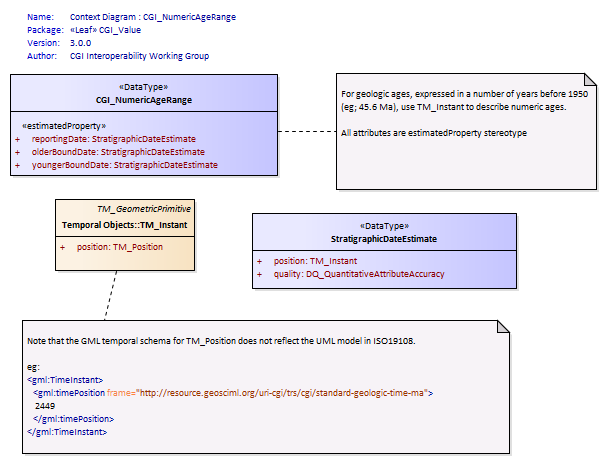 Name: Context Diagram : CGI_NumericAgeRange
Package: «Leaf» CGI_Value
Version: 3.0.0
Author: CGI Interoperability Working Group
«DataType»
CGI_NumericAgeRange
«estimatedProperty»
+ reportingDate: StratigraphicDateEstimate
+ olderBoundDate: StratigraphicDateEstimate
+ youngerBoundDate: StratigraphicDateEstimate
For geologic ages, expressed in a number of years before 1950
(eg; 45.6 Ma), use TM_Instant to describe numeric ages.
All attributes are estimatedProperty stereotype
TM_GeometricPrimitive
Temporal Objects::TM_Instant
+ position: TM_Position
«DataType»
StratigraphicDateEstimate
+ position: TM_Instant
+ quality: DQ_QuantitativeAttributeAccuracy
Note that the GML temporal schema for TM_Position does not reflect the UML model in ISO19108.
eg:
<gml:TimeInstant>
<gml:timePosition frame="http://resource.geosciml.org/uri-cgi/trs/cgi/standard-geologic-time-ma">
2449
</gml:timePosition>
</gml:TimeInstant>